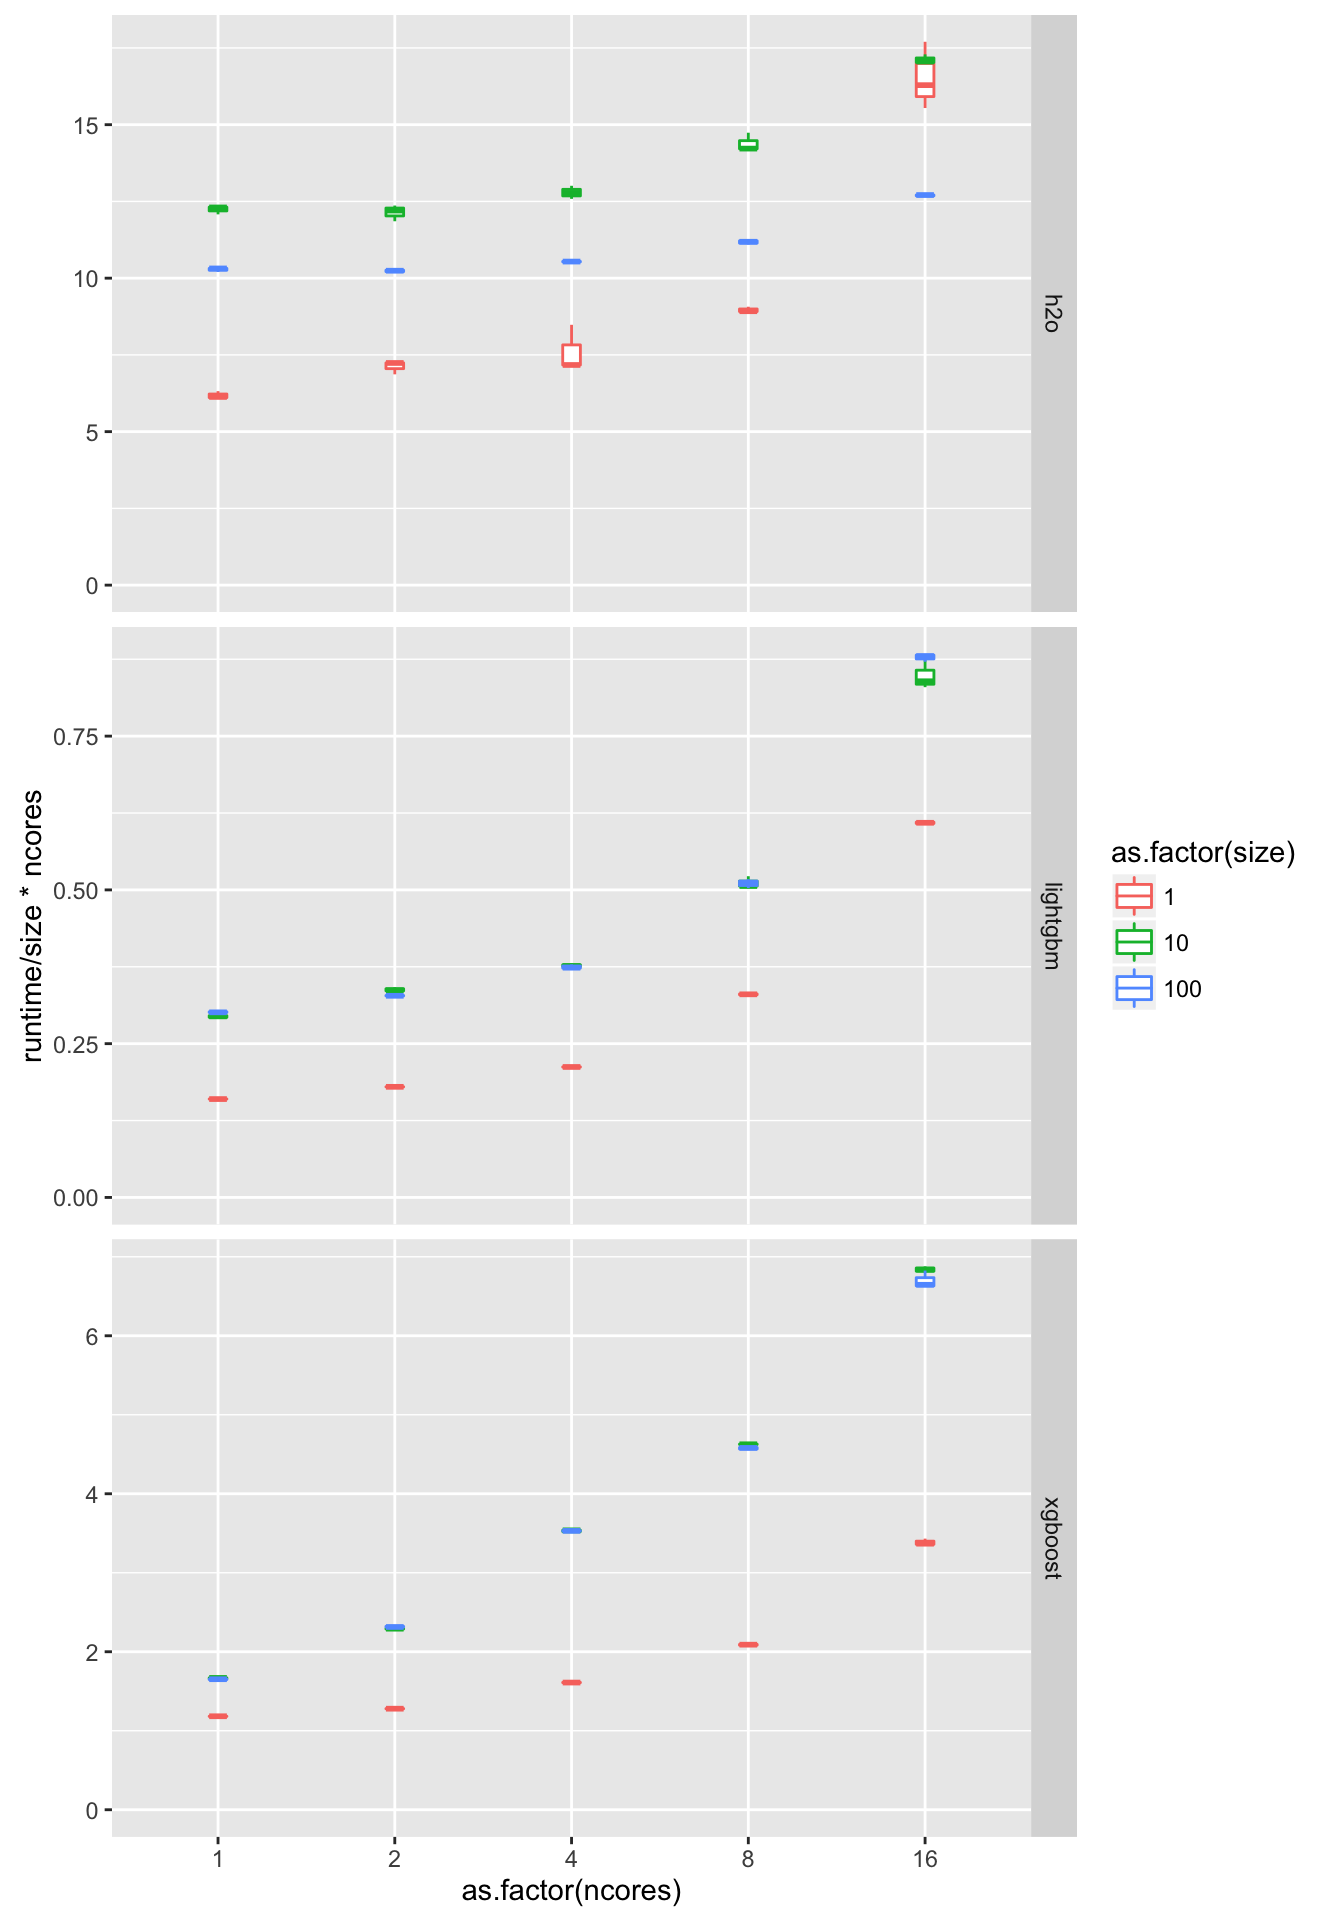 15
10
5
0
h2o
0.75
0.50
0.25
0.00
lightgbm
6
4
2
0
xgboost
1 2 4 8 16
as.factor(ncores)
runtime/size * ncores
as.factor(size)
1
10
100